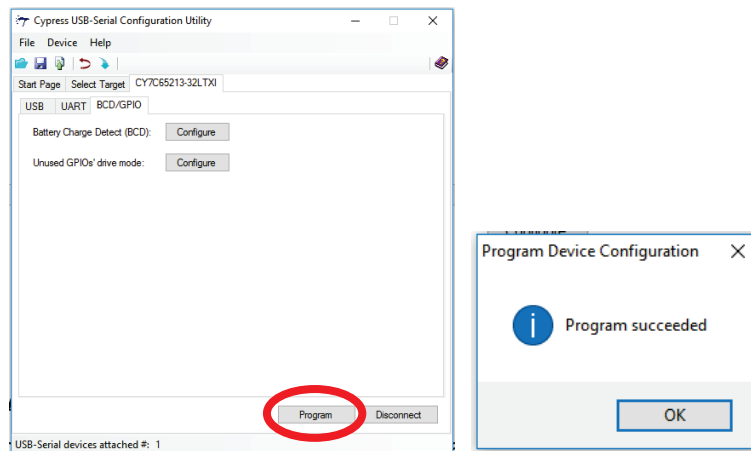 Cypress USB-Serial Configuration Utility
File Device Help
Start Page Select Target CY7C65213-32LTXI
USB UART BCD/GPIO
Battery Charge Detect (BCD): Configure
Unused GPIOs' drive mode: Configure
Program Disconnect
USB-Serial devices attached #: 1
Program Device Configuration
Program succeeded
OK